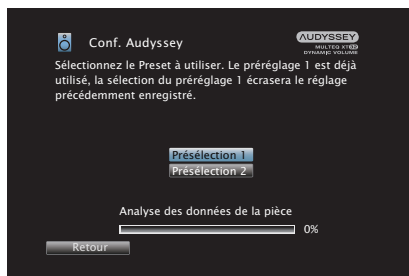 Conf. Audyssey
AUDYSSEY
MULTEQ XT32
DYNAMIC VOLUME
Sélectionnez le Preset à utiliser. Le préréglage 1 est déjà
utilisé, la sélection du préréglage 1 écrasera le réglage
précédemment enregistré.
Présélection 1
Présélection 2
Analyse des données de la pièce
0%
Retour